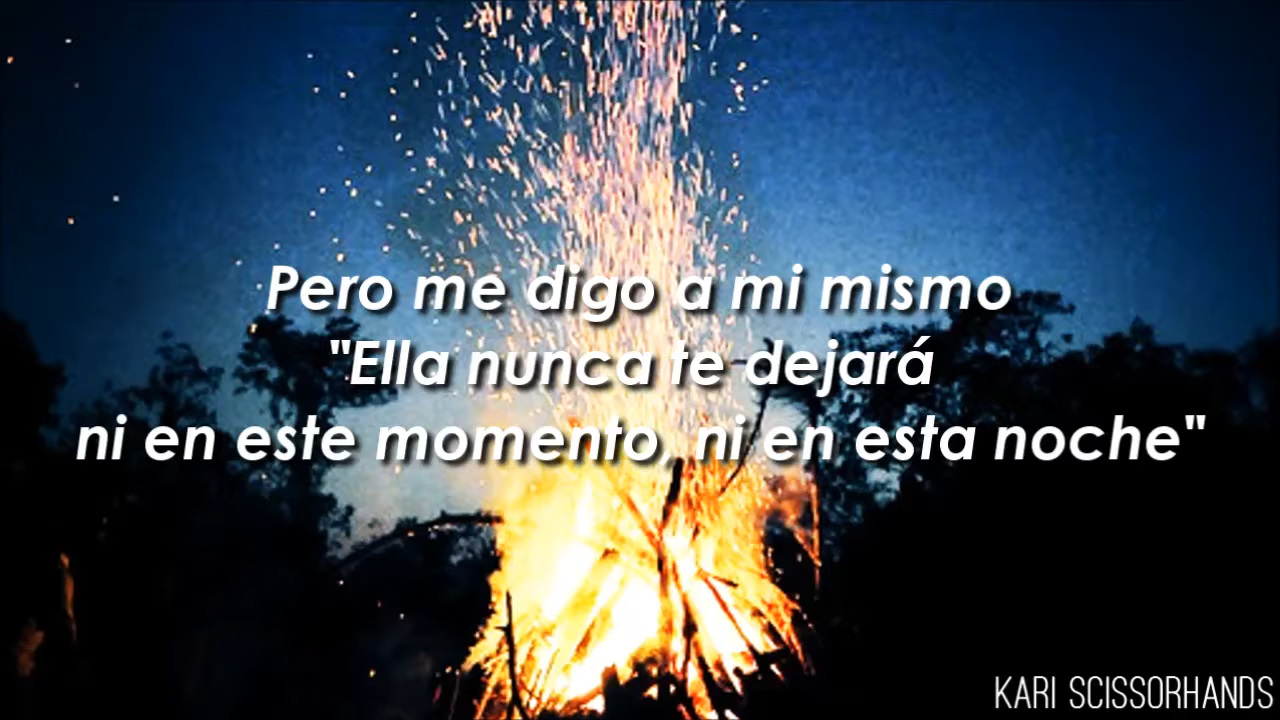 Pero me digo a mi mismo
"Ella nunca te dejará
ni en este momento, ni en esta noche"
KARI SCISSORHANDS